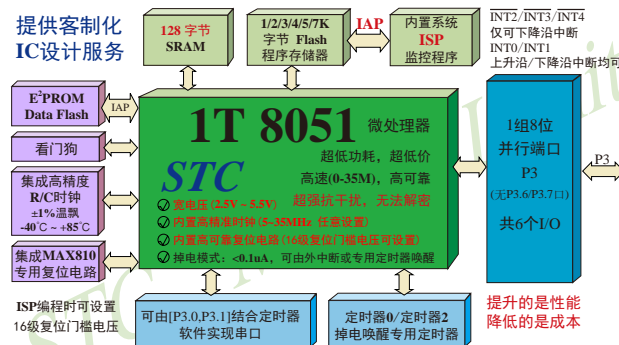 提供客制化
IC设计服务
128 字节
SRAM
1/2/3/4/5/7K
字节 Flash
程序存储器
IAP
内置系统
ISP
监控程序
INT2/INT3/INT4
仅可下降沿中断
INT0/INT1
上升沿/下降沿中断均可
E²PROM
Data Flash
IAP
看门狗
集成高精度
R/C时钟
±1%温飘
-40℃～+85℃
集成MAX810
专用复位电路
ISP编程时可设置
16级复位门槛电压
1T 8051 微处理器
STC
超低功耗，超低价
高速(0-35M)，高可靠
超强抗干扰，无法解密
宽电压(2.5V～5.5V)
内置高精准时钟(5~35MHz 任意设置)
内置高可靠复位电路(16级复位门槛电压可设置)
掉电模式：<0.1uA，可由外中断或专用定时器唤醒
1组8位
并行端口
P3
(无P3.6/P3.7口)
共6个I/O
P3
可由[P3.0,P3.1]结合定时器
软件实现串口
定时器0/定时器2
掉电唤醒专用定时器
提升的是性能
降低的是成本